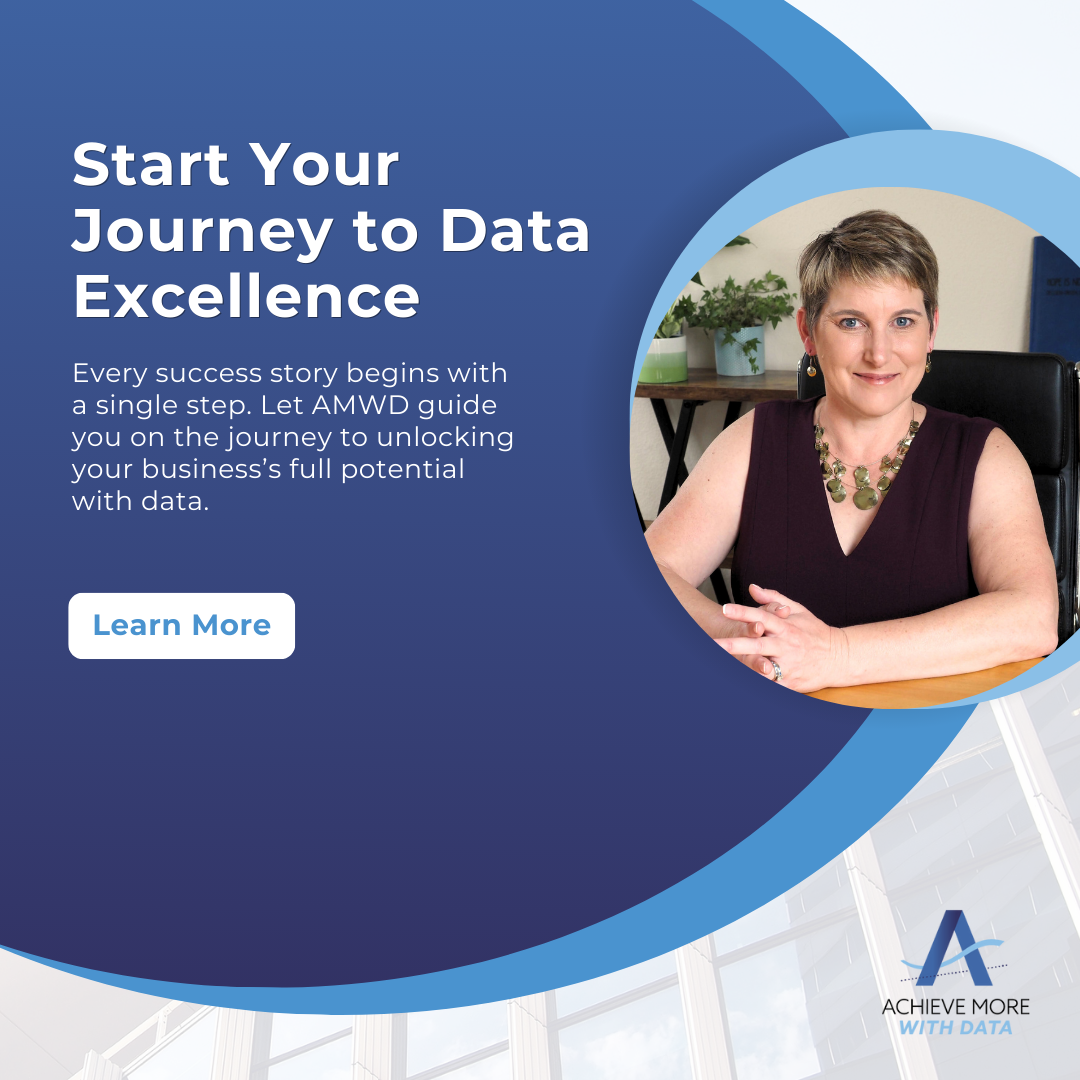 Start Your
Journey to Data
Excellence
Every success story begins with
a single step. Let AMWD guide
you on the journey to unlocking
your business’s full potential
with data.
Learn More
ACHIEVE MORE
WITH DATA